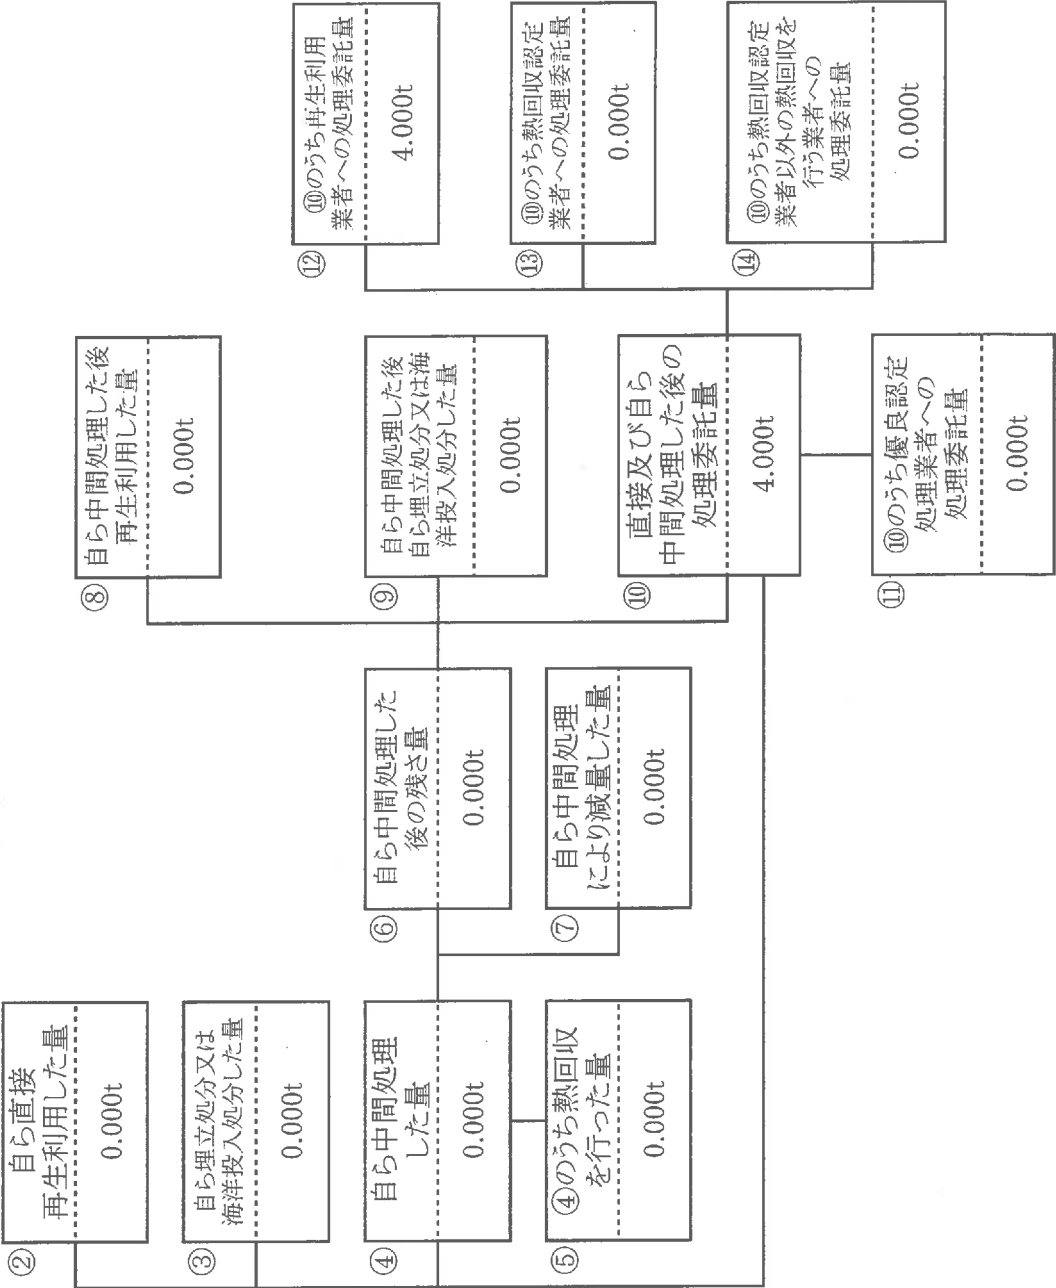 ②
自ら直接
再生利用した量
0.000t
③
自ら埋立処分又は
海洋投入処分した量
0.000t
④
自ら中間処理
した量
0.000t
⑤
④のうち熱回収
を行った量
0.000t
⑥
自ら中間処理した
後の残さ量
0.000t
⑦
自ら中間処理
により減量した量
0.000t
⑧
自ら中間処理した後
再生利用した量
0.000t
⑨
自ら中間処理した後
自ら埋立処分又は海
洋投入処分した量
0.000t
⑩
直接及び自ら
中間処理した後の
処理委託量
4.000t
⑪
⑩のうち優良認定
処理業者への
処理委託量
0.000t
⑫
⑩のうち再生利用
業者への処理委託量
4.000t
⑬
⑩のうち熱回収認定
業者への処理委託量
0.000t
⑭
⑩のうち熱回収認定
業者以外の熱回収を
行う業者への
処理委託量
0.000t